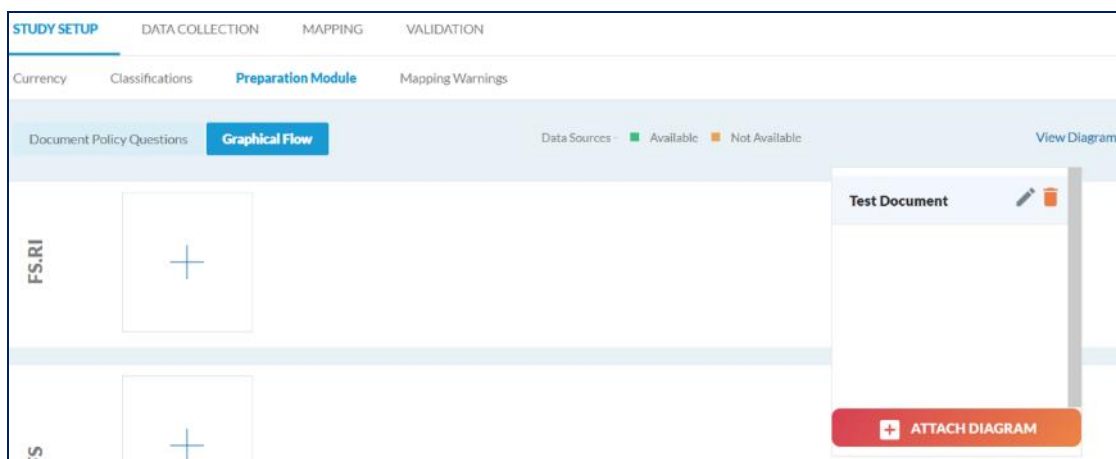 STUDY SETUP DATA COLLECTION MAPPING VALIDATION
Currency Classifications Preparation Module Mapping Warnings
Document Policy Questions Graphical Flow Data Sources - Available Not Available View Diagram
Test Document
FS.RI
ATTACH DIAGRAM